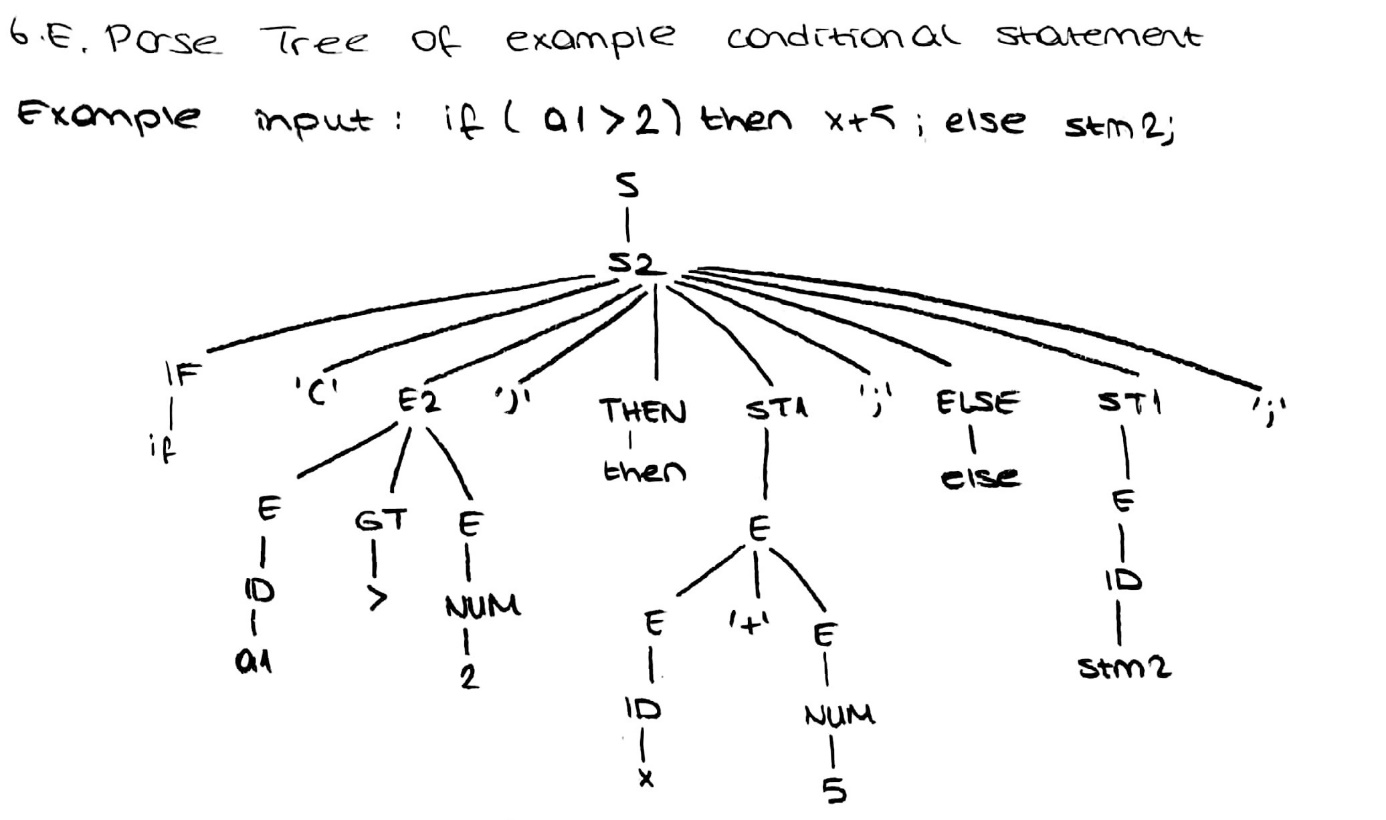 6.E. Parse Tree of example conditional statement
Example input : if ( a1 > 2) then x+5 ; else stm2;
S
S2
IF '(' E2 ')' THEN ST1 ';' ELSE ST1 ';'
if then else
E GT E E E
ID > NUM E '+' E ID
a1 2 ID NUM stm2
x 5